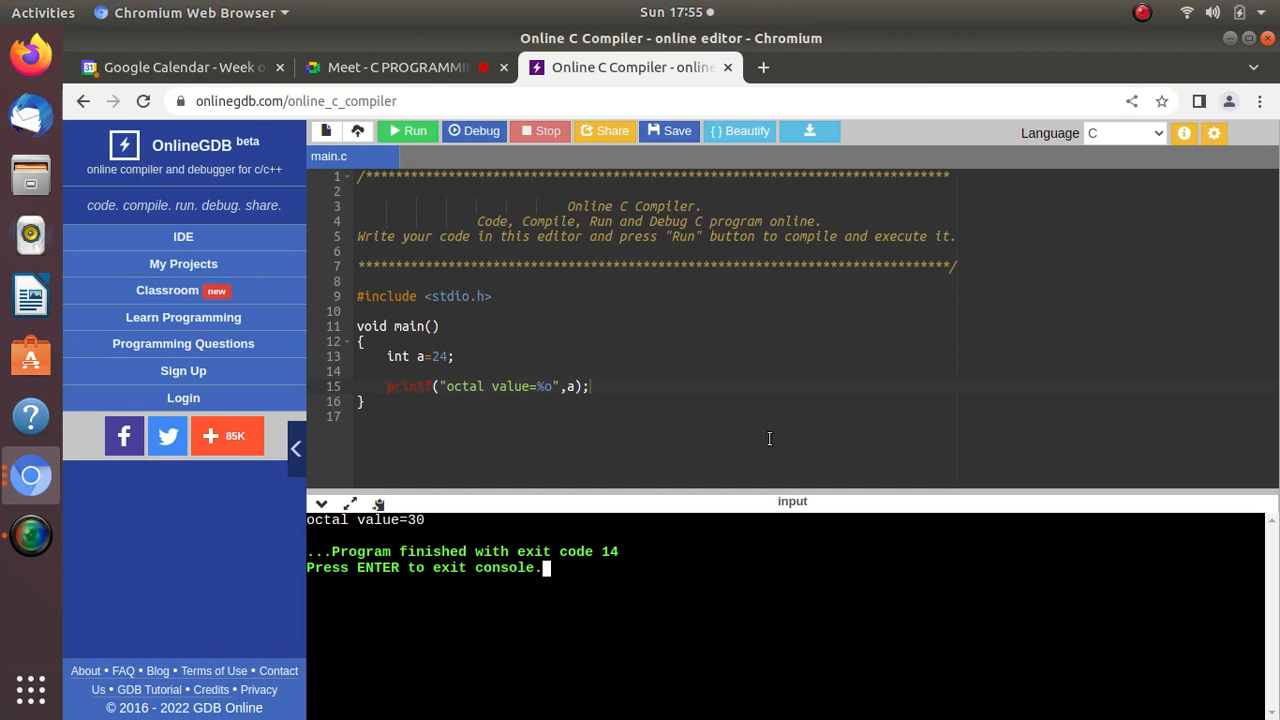 Activities Chromium Web Browser Sun 17:55
Online C Compiler - online editor - Chromium
Google Calendar - Week o Meet - C PROGRAMMIN Online C Compiler - online
onlinegdb.com/online_c_compiler
OnlineGDB beta
online compiler and debugger for c/c++
code. compile. run. debug. share.
IDE
My Projects
Classroom new
Learn Programming
Programming Questions
Sign Up
Login
f + 85K
About • FAQ • Blog • Terms of Use • Contact
Us • GDB Tutorial • Credits • Privacy
© 2016 - 2022 GDB Online
Run Debug Stop Share Save { } Beautify Language C
main.c
1 /******************************************************************************
2
3 Online C Compiler.
4 Code, Compile, Run and Debug C program online.
5 Write your code in this editor and press "Run" button to compile and execute it.
6
7 *******************************************************************************/
8
9 #include <stdio.h>
10
11 void main()
12 {
13 int a=24;
14
15 printf("octal value=%o",a);
16 }
17
input
octal value=30
...Program finished with exit code 14
Press ENTER to exit console.